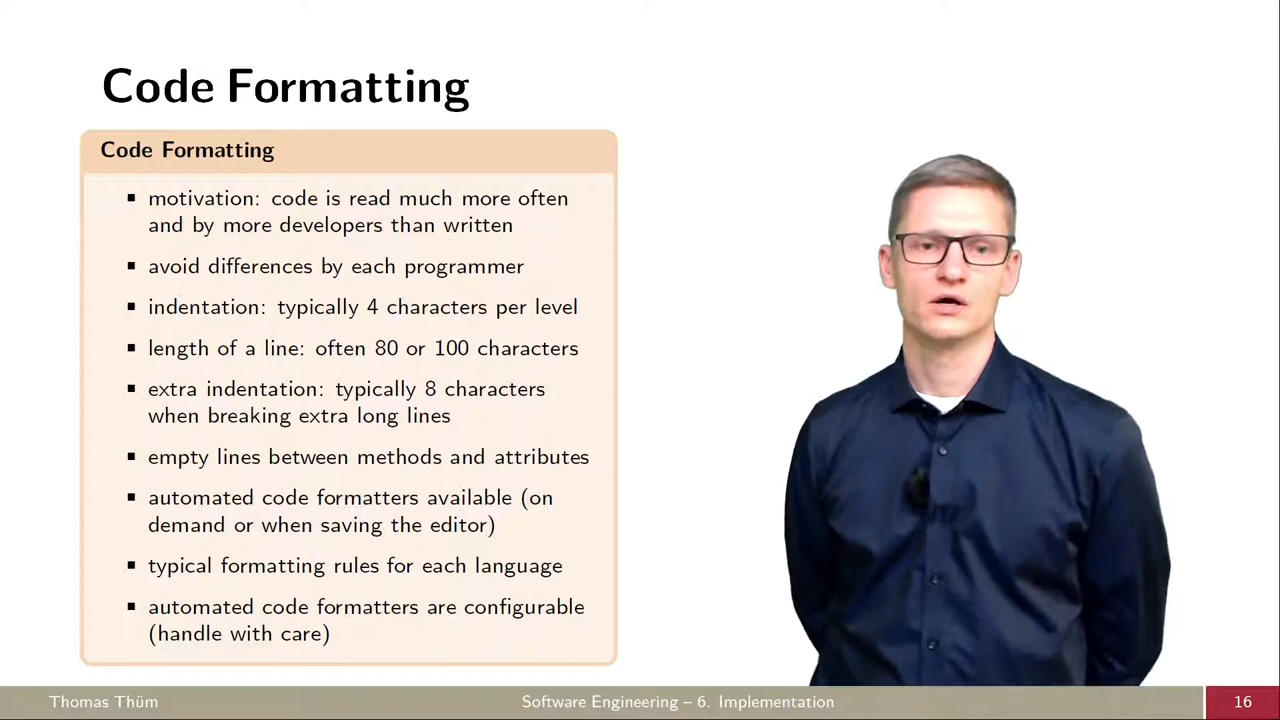 Code Formatting
Code Formatting
▪ motivation: code is read much more often
and by more developers than written
▪ avoid differences by each programmer
▪ indentation: typically 4 characters per level
▪ length of a line: often 80 or 100 characters
▪ extra indentation: typically 8 characters
when breaking extra long lines
▪ empty lines between methods and attributes
▪ automated code formatters available (on
demand or when saving the editor)
▪ typical formatting rules for each language
▪ automated code formatters are configurable
(handle with care)
Thomas Thüm
Software Engineering – 6. Implementation
16